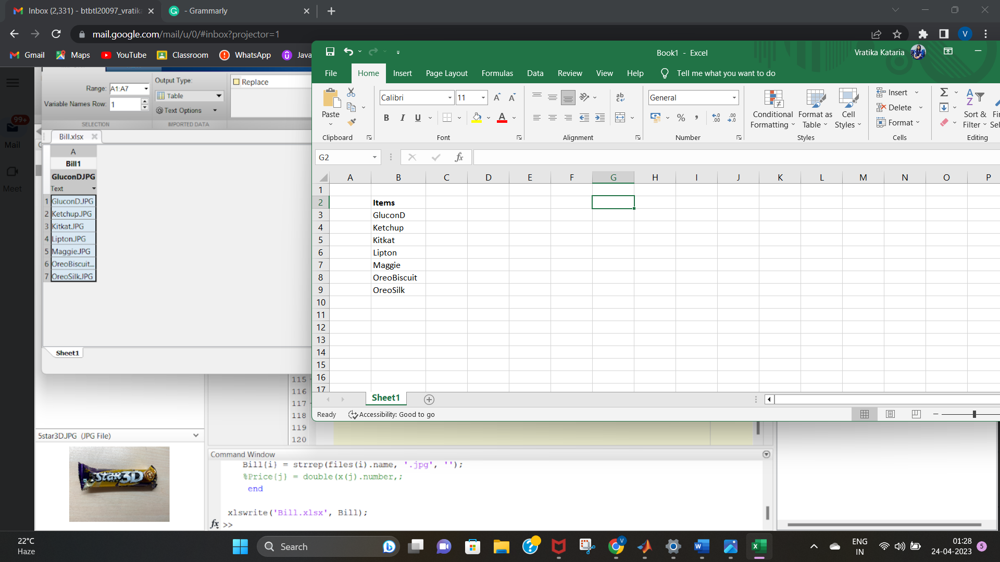 Inbox (2,331) - btbtl20097_vratika
- Grammarly
mail.google.com/mail/u/0/#inbox?projector=1
V
Gmail
Maps
YouTube
Classroom
WhatsApp
Java
99+
Mail
Meet
Range: A1:A7
Variable Names Row: 1
SELECTION
Output Type:
Table
Text Options
IMPORTED DATA
Replace
Bill.xlsx
A
Bill1
GluconDJPG
Text
1 GluconD.JPG
2 Ketchup.JPG
3 Kitkat.JPG
4 Lipton.JPG
5 Maggie.JPG
6 OreoBiscuit...
7 OreoSilk.JPG
Sheet1
Book1 - Excel
Vratika Kataria
File Home Insert Page Layout Formulas Data Review View Help Tell me what you want to do
Paste
Clipboard
Calibri 11
B I U
Font
ab
Alignment
General
%
Number
Conditional Formatting
Format as Table
Cell Styles
Styles
Insert
Delete
Format
Cells
Sort & Filter
Editing
G2
fx
A B C D E F G H I J K L M N O P
1
2 Items
3 GluconD
4 Ketchup
5 Kitkat
6 Lipton
7 Maggie
8 OreoBiscuit
9 OreoSilk
10
11
12
13
14
15
16
17
Sheet1
Ready
Accessibility: Good to go
115
116
117
118
119
120
5star3D.JPG (JPG File)
5STAR3D
Command Window
Bill{i} = strrep(files(i).name, '.jpg', '');
%Price{j} = double(x(j).number,;
end
xlswrite('Bill.xlsx', Bill);
fx >>
22°C
Haze
Search
ENG
IN
01:28
24-04-2023
5